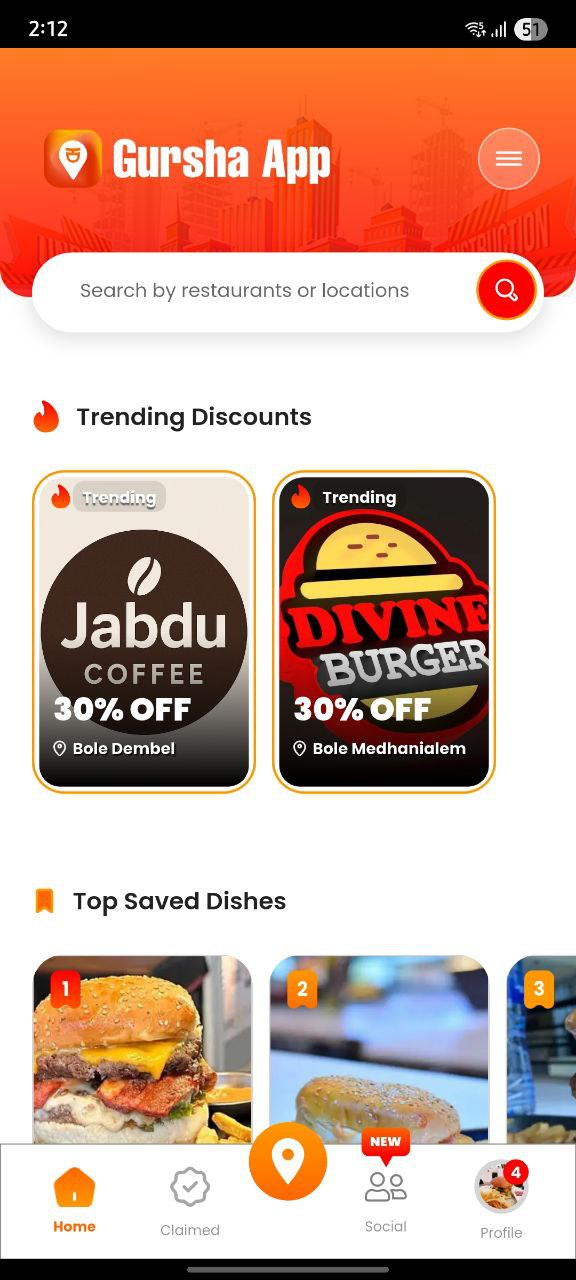 2:12
5
51
Gursha App
Search by restaurants or locations
Trending Discounts
Trending
Jabdu
COFFEE
30% OFF
Bole Dembel
Trending
DIVINE
BURGER
30% OFF
Bole Medhanialem
Top Saved Dishes
1
2
3
NEW
4
Home
Claimed
Social
Profile